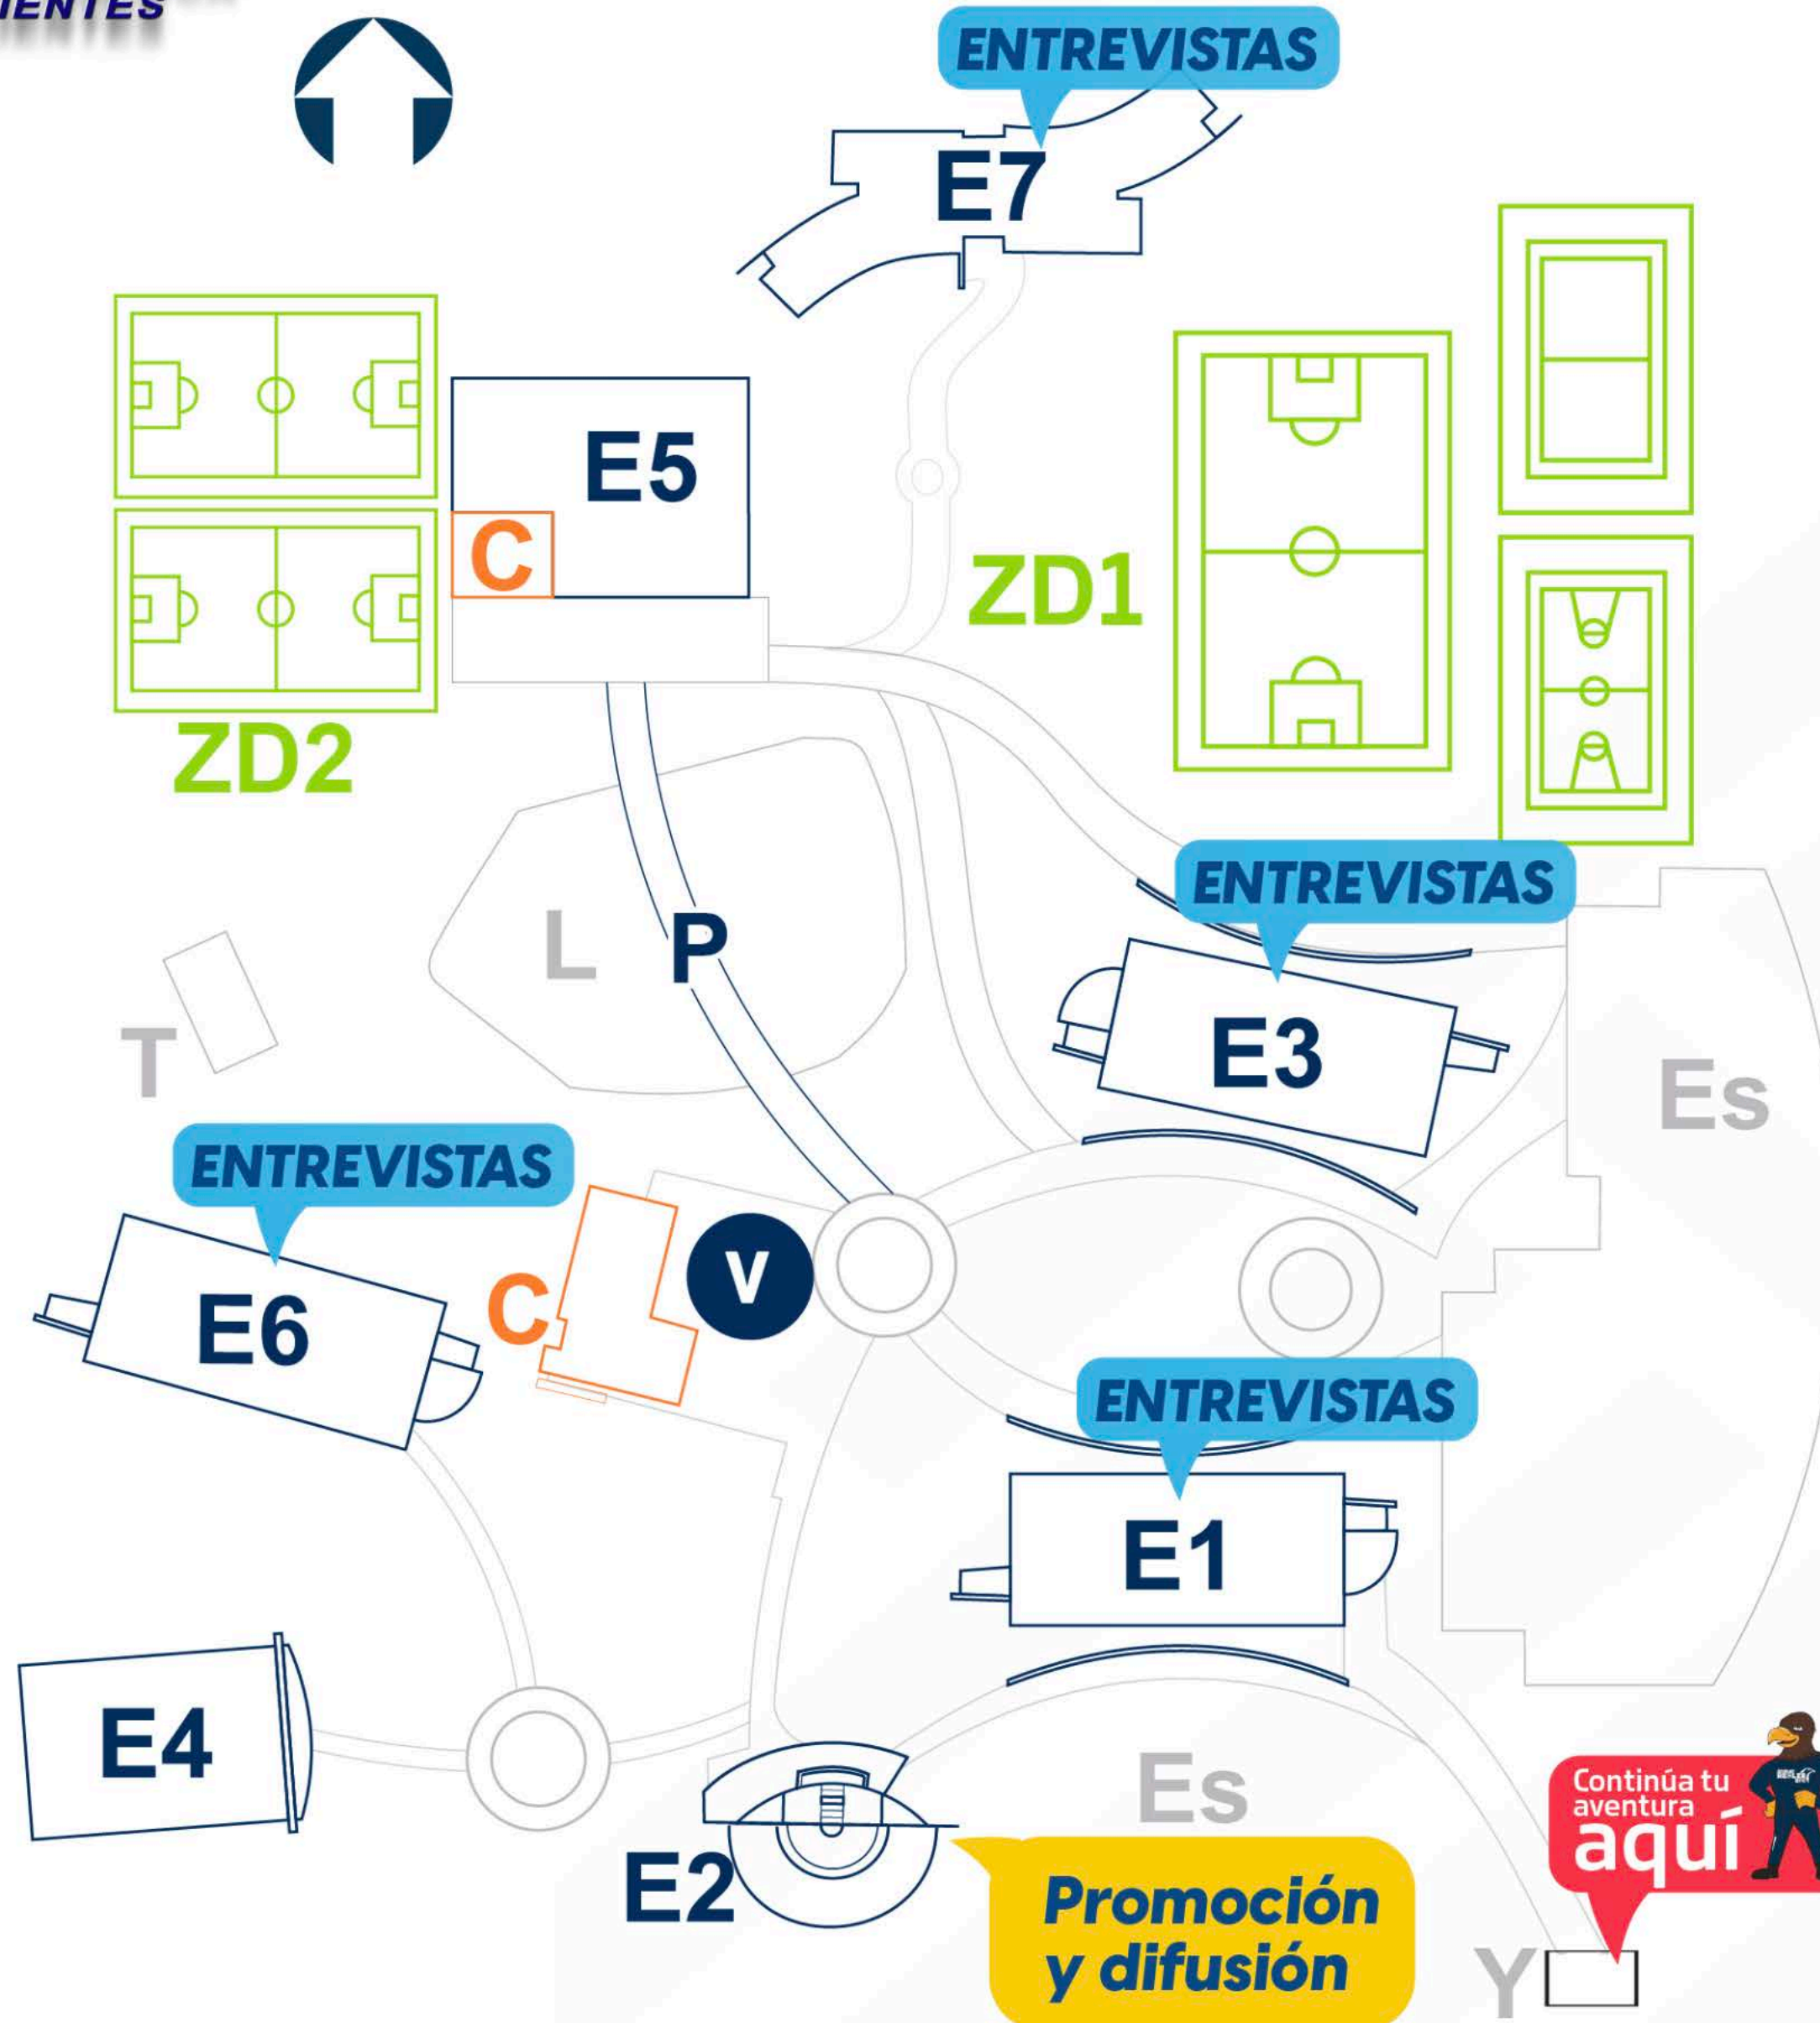 ENTREVISTAS
E7
E5
C
ZD1
ZD2
ENTREVISTAS
L
P
E3
T
Es
ENTREVISTAS
V
C
E6
ENTREVISTAS
E1
E4
Es
Continúa tu
aventura
aquí
E2
Promoción
y difusión
Y